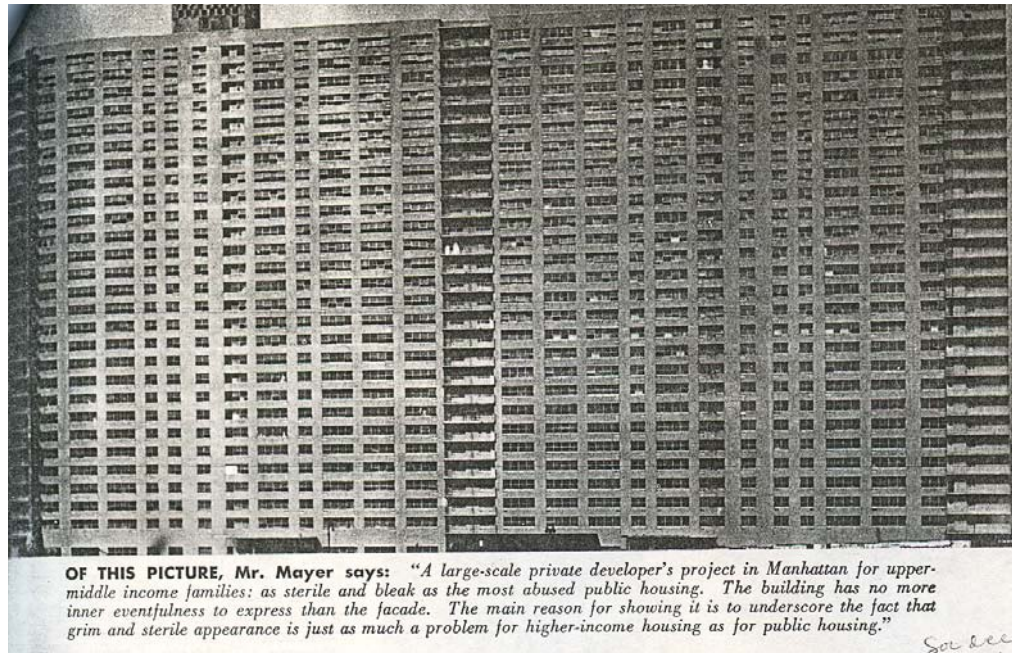 OF THIS PICTURE, Mr. Mayer says: "A large-scale private developer's project in Manhattan for upper-
middle income families: as sterile and bleak as the most abused public housing. The building has no more
inner eventfulness to express than the facade. The main reason for showing it is to underscore the fact that
grim and sterile appearance is just as much a problem for higher-income housing as for public housing."